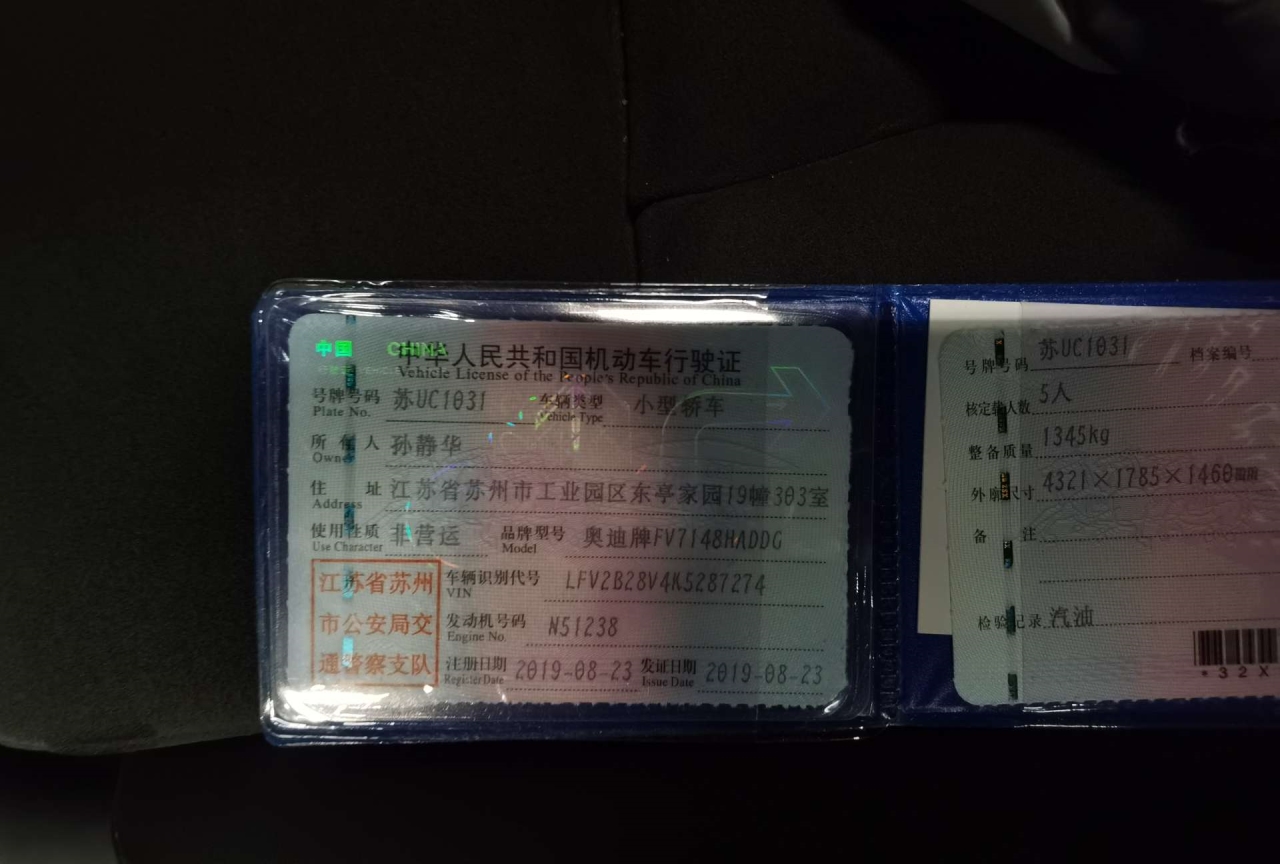 中国 CHINA
中华人民共和国机动车行驶证
Vehicle License of the People's Republic of China
号牌号码 苏UC1031 车辆类型 小型轿车
Plate No. Vehicle Type
所有人 孙静华
Owner
住址 江苏省苏州市工业园区东亭家园19幢303室
Address
使用性质 非营运 品牌型号 奥迪牌FV7148HADDG
Use Character Model
江苏省苏州
市公安局交
通警察支队
车辆识别代号 LFV2B28V4K5287274
VIN
发动机号码 N51238
Engine No.
注册日期 2019-08-23 发证日期 2019-08-23
Register Date Issue Date
号牌号码 苏UC1031 档案编号
核定载人数 5人
整备质量 1345kg
外廓尺寸 4321×1785×1460
备注
检验记录 汽油
*32X